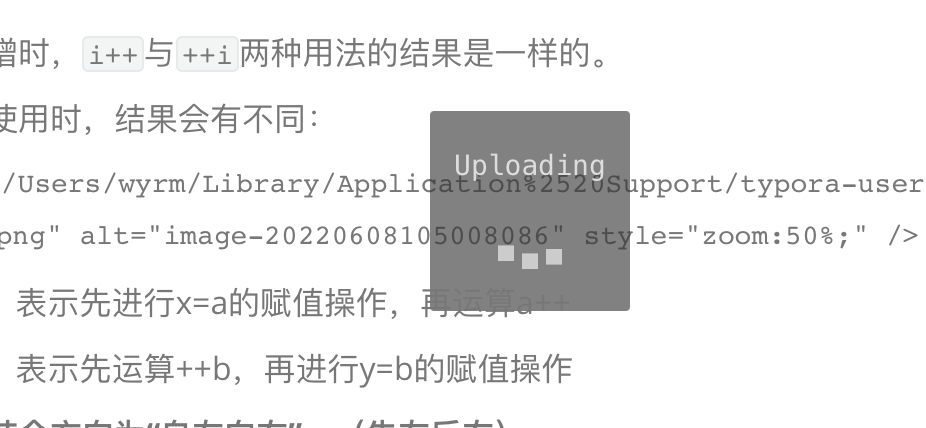 增时，i++与++i两种用法的结果是一样的。
使用时，结果会有不同：
Uploading
/Users/wyrm/Library/Application%2520Support/typora-user
png" alt="image-20220608105008086" style="zoom:50%;" />
表示先进行x=a的赋值操作，再运算a++
表示先运算++b，再进行y=b的赋值操作